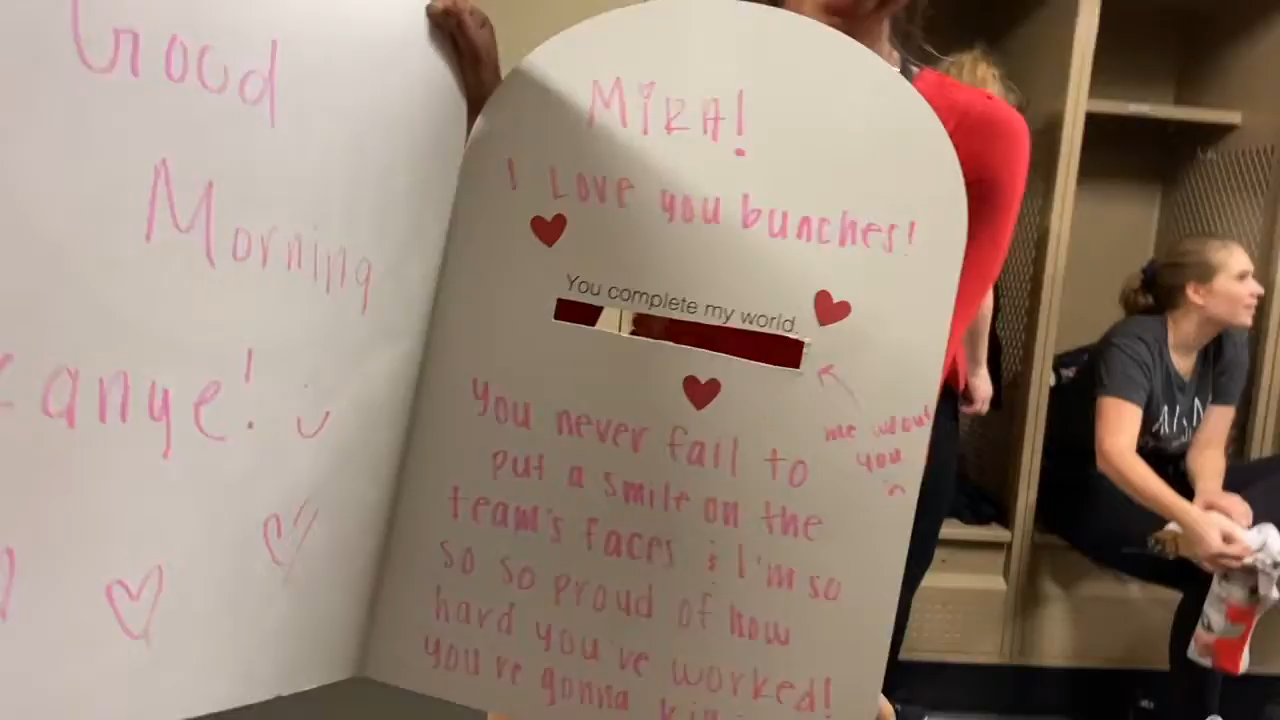 Good
Morning
anye!
MiRA!
I Love you bunches!
You complete my world.
me w/out
you
You never fail to
put a smile on the
team's faces & I'm so
so so proud of how
hard you've worked!
you're gonna